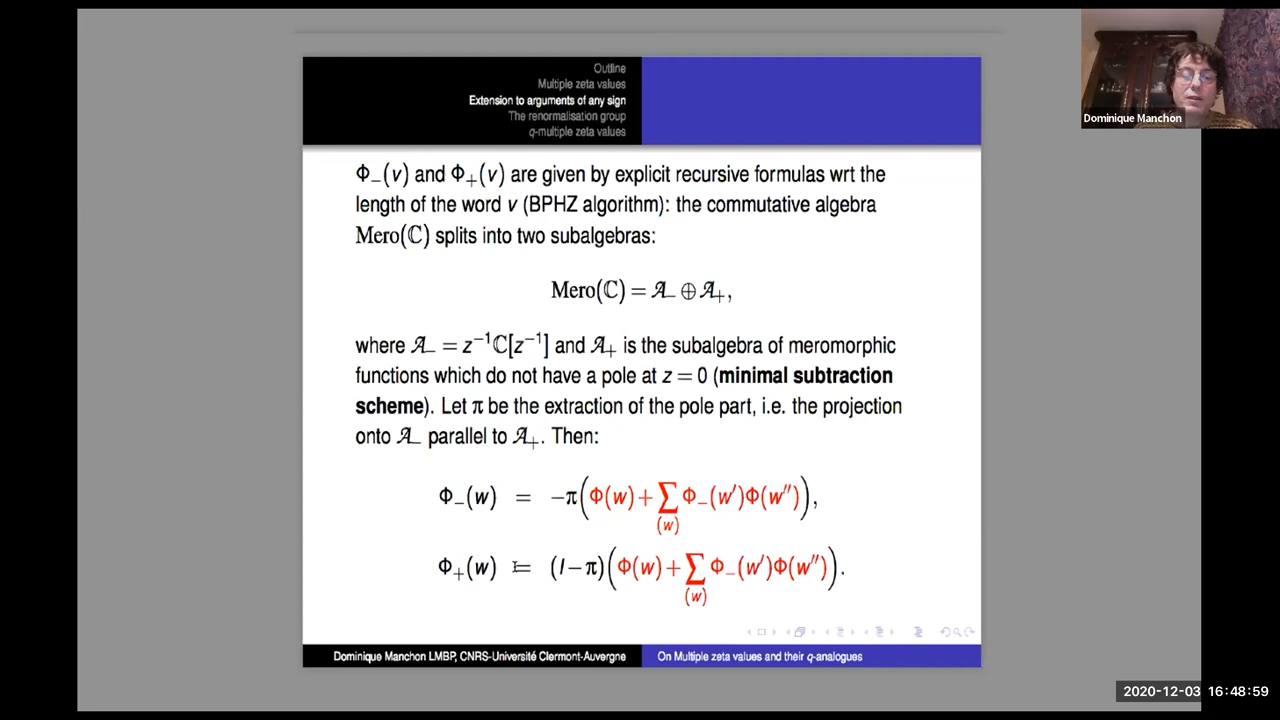 Outline
Multiple zeta values
Extension to arguments of any sign
The renormalisation group
q-multiple zeta values
Dominique Manchon
Φ₋(v) and Φ₊(v) are given by explicit recursive formulas wrt the
length of the word v (BPHZ algorithm): the commutative algebra
Mero(ℂ) splits into two subalgebras:
Mero(ℂ) = 𝒜₋ ⊕ 𝒜₊,
where 𝒜₋ = z⁻¹ℂ[z⁻¹] and 𝒜₊ is the subalgebra of meromorphic
functions which do not have a pole at z = 0 (minimal subtraction
scheme). Let π be the extraction of the pole part, i.e. the projection
onto 𝒜₋ parallel to 𝒜₊. Then:
Φ₋(w) = −π(Φ(w) + ∑_(w) Φ₋(w′)Φ(w″)),
Φ₊(w) = (I − π)(Φ(w) + ∑_(w) Φ₋(w′)Φ(w″)).
Dominique Manchon LMBP, CNRS-Université Clermont-Auvergne
On Multiple zeta values and their q-analogues
2020-12-03 16:48:59